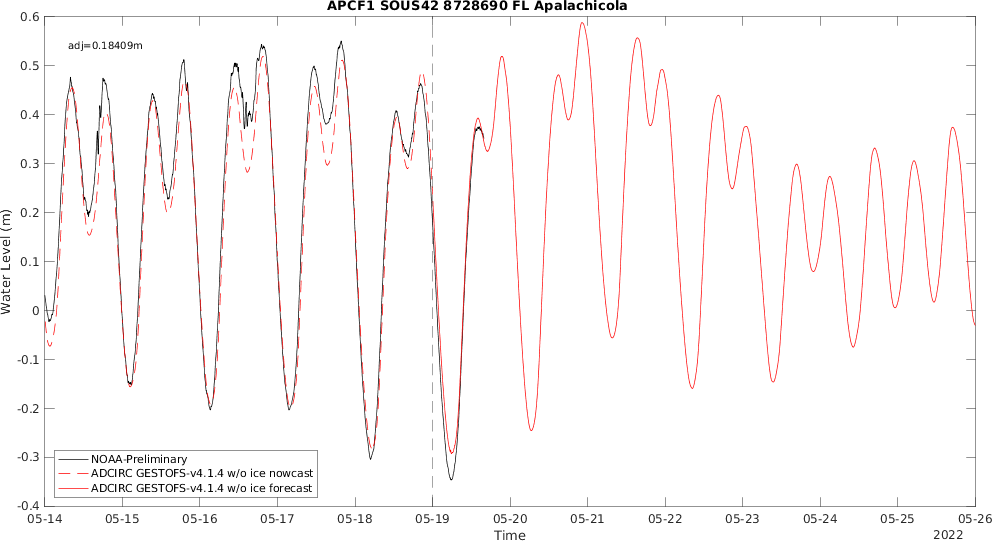 APCF1 SOUS42 8728690 FL Apalachicola
adj=0.18409m
0.6
0.5
0.4
0.3
0.2
0.1
0
-0.1
-0.2
-0.3
-0.4
Water Level (m)
NOAA-Preliminary
ADCIRC GESTOFS-v4.1.4 w/o ice nowcast
ADCIRC GESTOFS-v4.1.4 w/o ice forecast
05-14 05-15 05-16 05-17 05-18 05-19 05-20 05-21 05-22 05-23 05-24 05-25 05-26
Time
2022